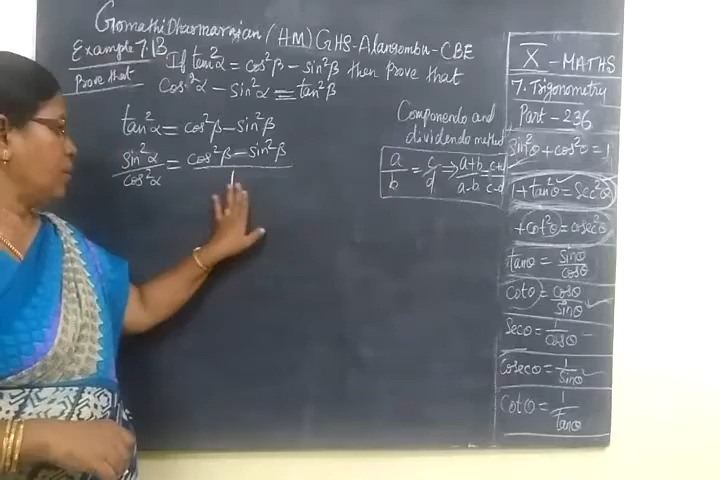 Gomathi Dharmarajan (HM) GHS-Alansombu-CBE
Example 7.13 If tan²α = cos²β - sin²β then prove that
Prove that cos²α - sin²α = tan²β
tan²α = cos²β - sin²β
sin²α/cos²α = cos²β - sin²β/1
Componendo and
dividendo method
a/b = c/d ⇒ a+b/a-b = c+d/c-d
X - MATHS
7. Trigonometry
Part - 236
sin²θ + cos²θ = 1
1 + tan²θ = sec²θ
+ cot²θ = cosec²θ
tanθ = sinθ/cosθ
cotθ = cosθ/sinθ
Secθ = 1/cosθ
Cosecθ = 1/sinθ
Cotθ = 1/tanθ